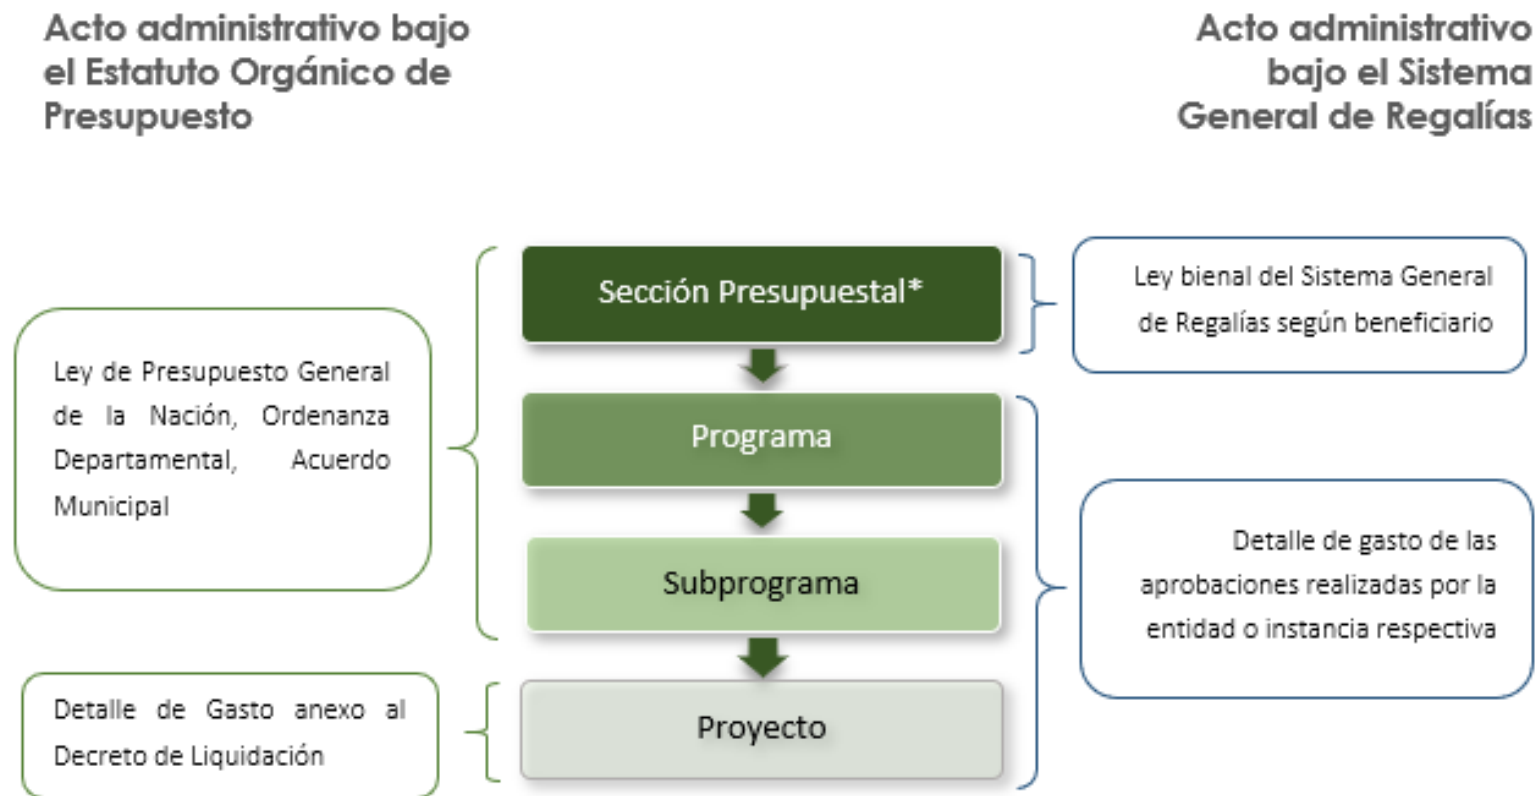 Acto administrativo bajo
el Estatuto Orgánico de
Presupuesto
Acto administrativo
bajo el Sistema
General de Regalías
Sección Presupuestal*
Ley bienal del Sistema General
de Regalías según beneficiario
Ley de Presupuesto General
de la Nación, Ordenanza
Departamental, Acuerdo
Municipal
Programa
Subprograma
Detalle de gasto de las
aprobaciones realizadas por la
entidad o instancia respectiva
Detalle de Gasto anexo al
Decreto de Liquidación
Proyecto